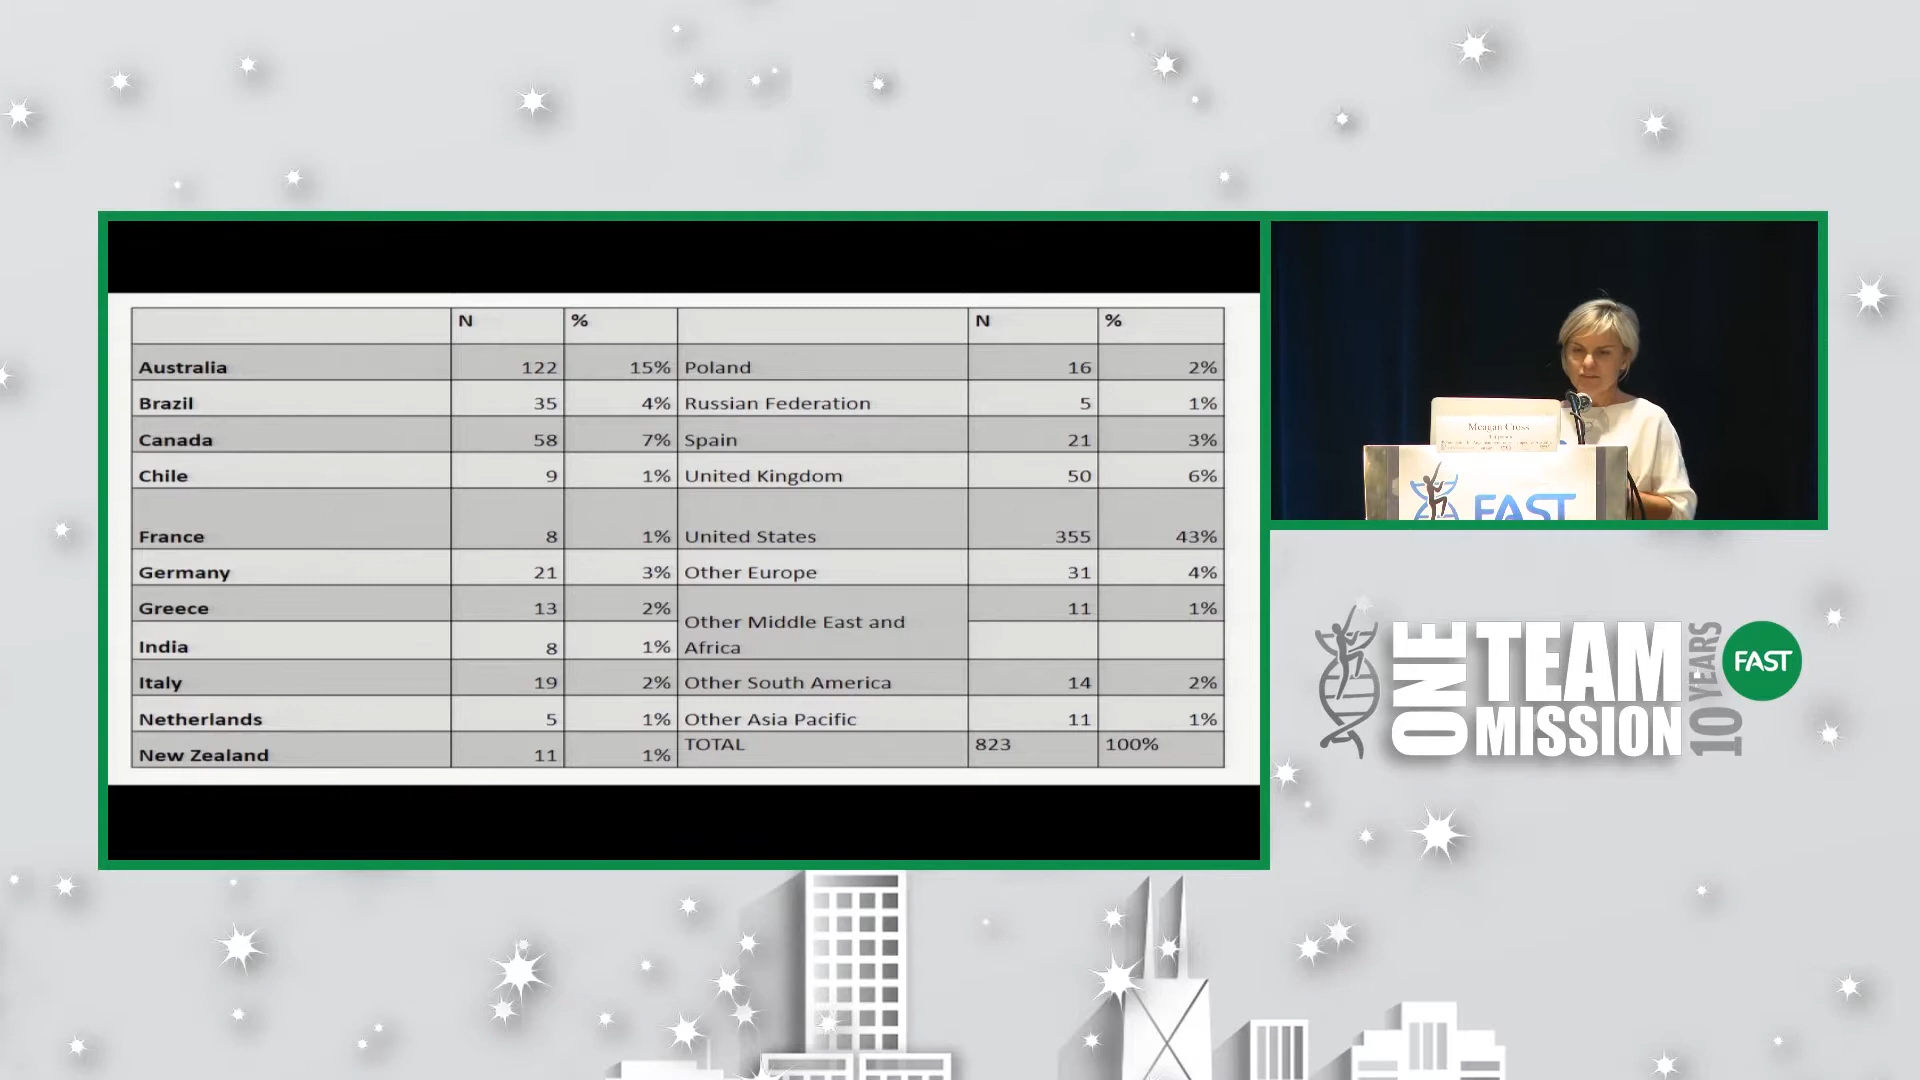 N % N %
Australia 122 15% Poland 16 2%
Brazil 35 4% Russian Federation 5 1%
Canada 58 7% Spain 21 3%
Chile 9 1% United Kingdom 50 6%
France 8 1% United States 355 43%
Germany 21 3% Other Europe 31 4%
Greece 13 2% Other Middle East and 11 1%
India 8 1% Africa
Italy 19 2% Other South America 14 2%
Netherlands 5 1% Other Asia Pacific 11 1%
New Zealand 11 1% TOTAL 823 100%
Meagan Cross
FAST
ONE
TEAM
MISSION
10 YEARS
FAST